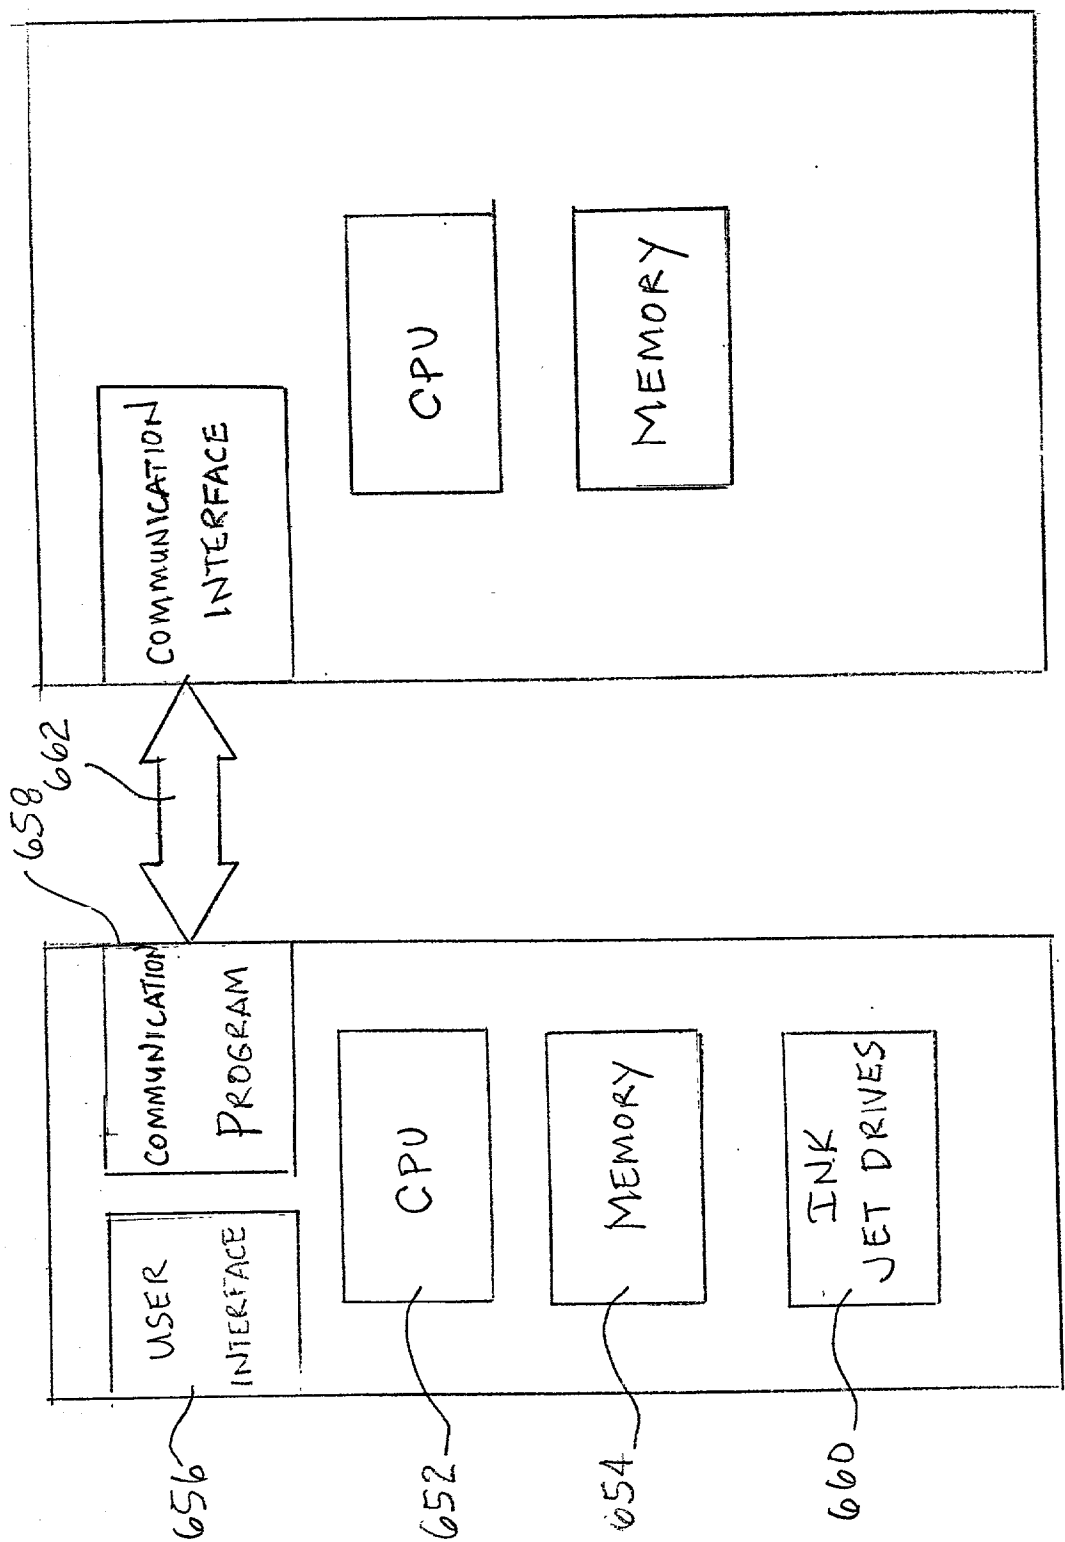 658
662
656
USER
INTERFACE
COMMUNICATION
PROGRAM
COMMUNICATION
INTERFACE
652
CPU
CPU
654
MEMORY
MEMORY
660
INK
JET DRIVES